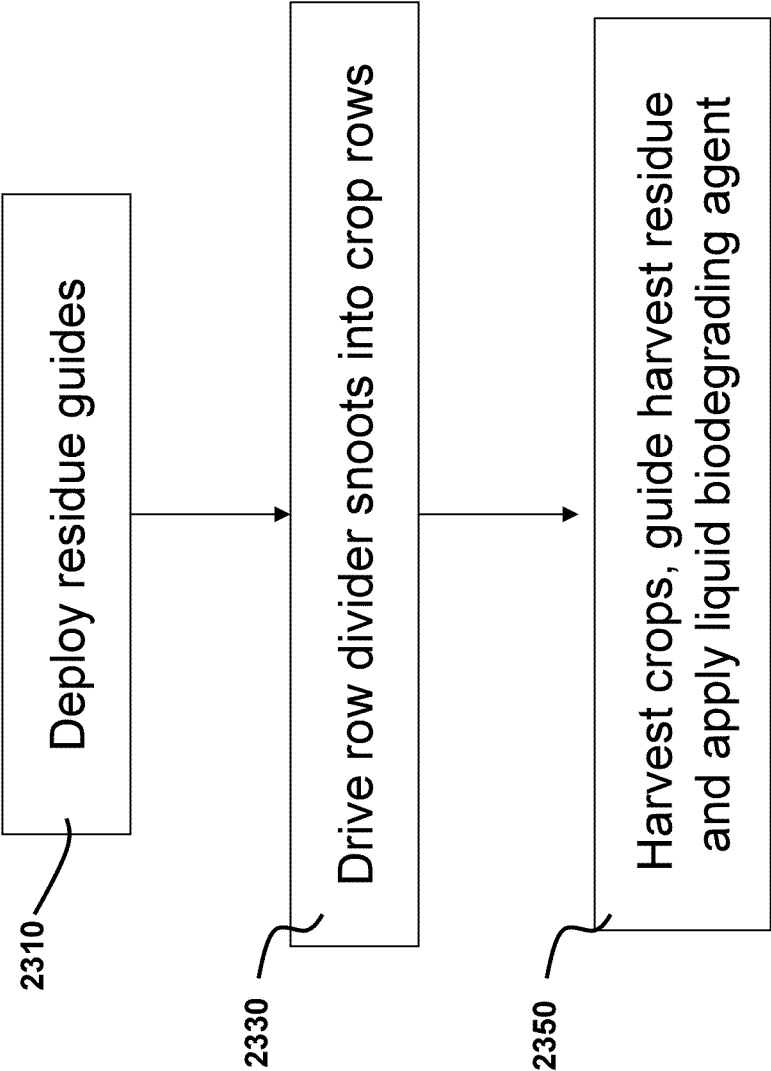 Deploy residue guides
2310
Drive row divider snoots into crop rows
2330
Harvest crops, guide harvest residue
and apply liquid biodegrading agent
2350